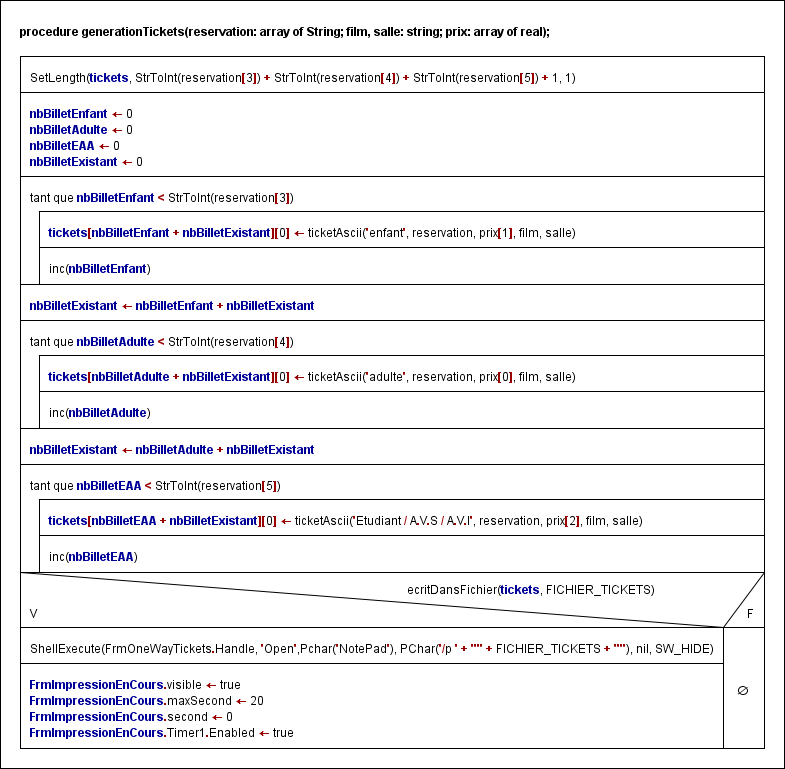 procedure generationTickets(reservation: array of String; film, salle: string; prix: array of real);
SetLength(tickets, StrToInt(reservation[3]) + StrToInt(reservation[4]) + StrToInt(reservation[5]) + 1, 1)
nbBilletEnfant ← 0
nbBilletAdulte ← 0
nbBilletEAA ← 0
nbBilletExistant ← 0
tant que nbBilletEnfant < StrToInt(reservation[3])
tickets[nbBilletEnfant + nbBilletExistant][0] ← ticketAscii('enfant', reservation, prix[1], film, salle)
inc(nbBilletEnfant)
nbBilletExistant ← nbBilletEnfant + nbBilletExistant
tant que nbBilletAdulte < StrToInt(reservation[4])
tickets[nbBilletAdulte + nbBilletExistant][0] ← ticketAscii('adulte', reservation, prix[0], film, salle)
inc(nbBilletAdulte)
nbBilletExistant ← nbBilletAdulte + nbBilletExistant
tant que nbBilletEAA < StrToInt(reservation[5])
tickets[nbBilletEAA + nbBilletExistant][0] ← ticketAscii('Etudiant / A.V.S / A.V.I', reservation, prix[2], film, salle)
inc(nbBilletEAA)
ecritDansFichier(tickets, FICHIER_TICKETS)
V
F
ShellExecute(FrmOneWayTickets.Handle, 'Open',Pchar('NotePad'), PChar('/p ' + '"' + FICHIER_TICKETS + '"'), nil, SW_HIDE)
FrmImpressionEnCours.visible ← true
FrmImpressionEnCours.maxSecond ← 20
FrmImpressionEnCours.second ← 0
FrmImpressionEnCours.Timer1.Enabled ← true
∅